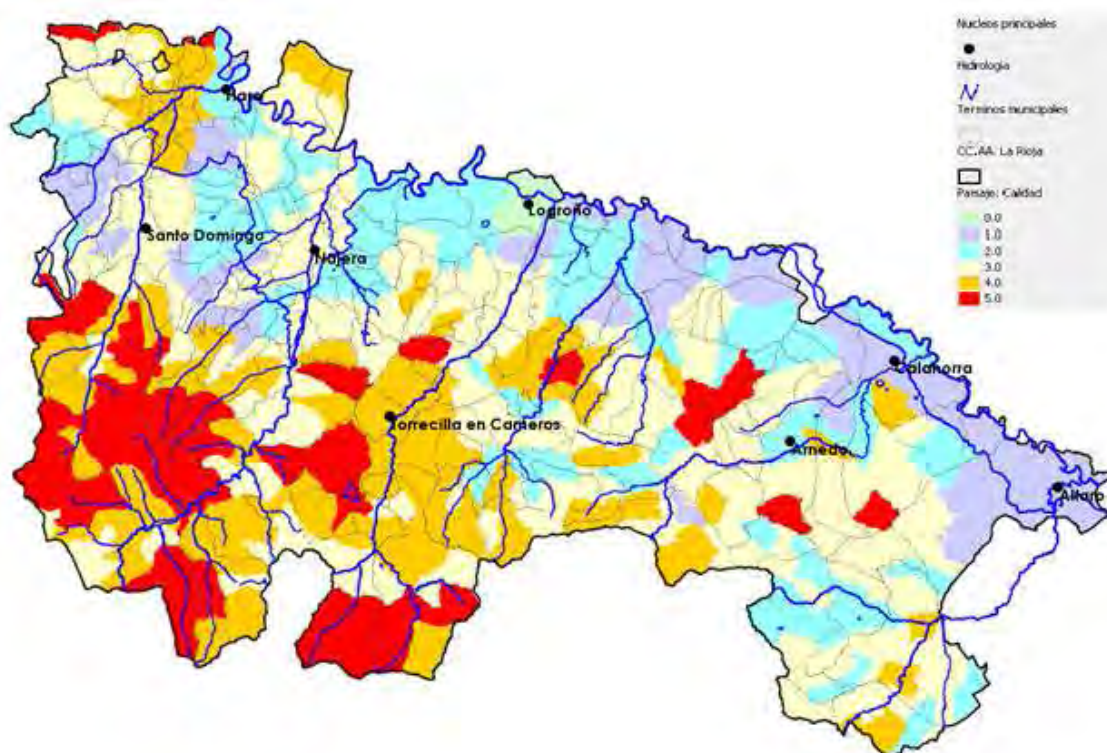 Nucleos principales
Hidrologia
Terminos municipales
CC.AA. La Rioja
Paisaje: Calidad
0.0
1.0
2.0
3.0
4.0
5.0
Haro
Logroño
Santo Domingo
Najera
Calahorra
Torrecilla en Cameros
Arnedo
Alfaro